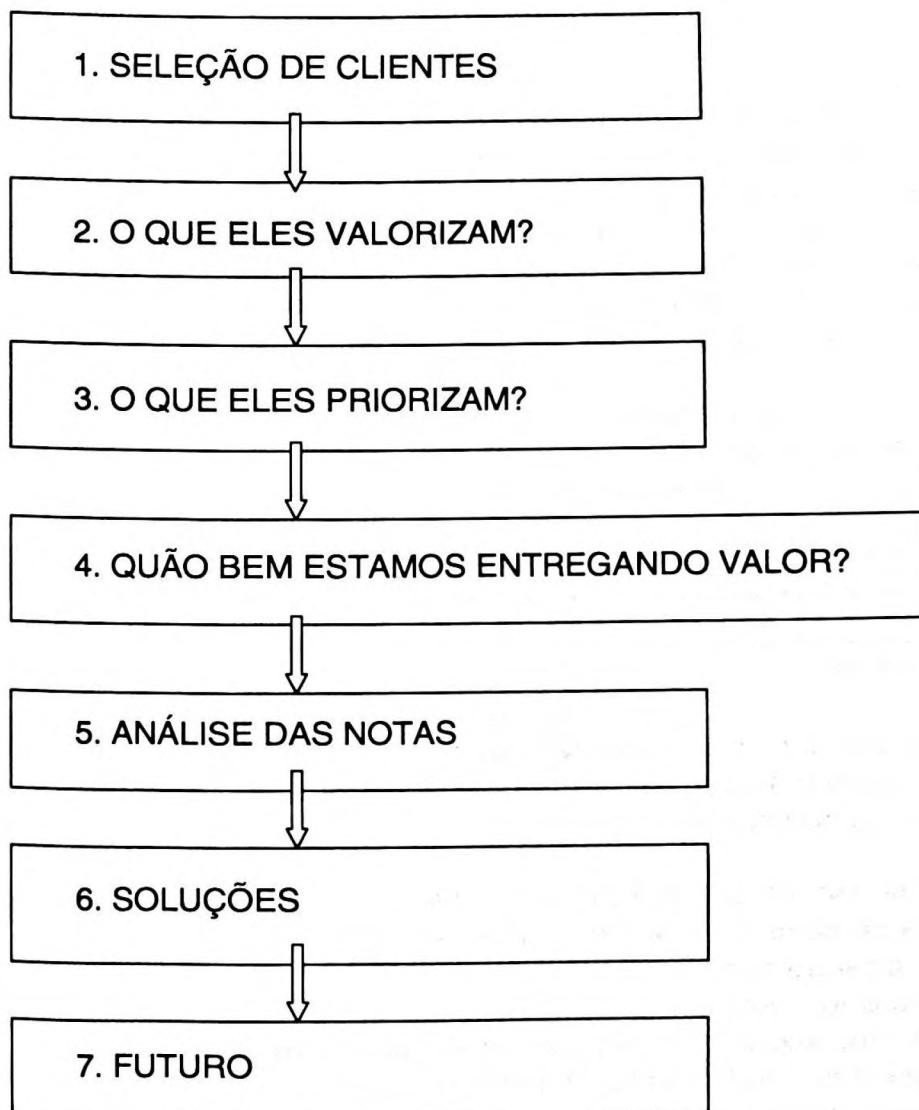 1. SELEÇÃO DE CLIENTES
2. O QUE ELES VALORIZAM?
3. O QUE ELES PRIORIZAM?
4. QUÃO BEM ESTAMOS ENTREGANDO VALOR?
5. ANÁLISE DAS NOTAS
6. SOLUÇÕES
7. FUTURO